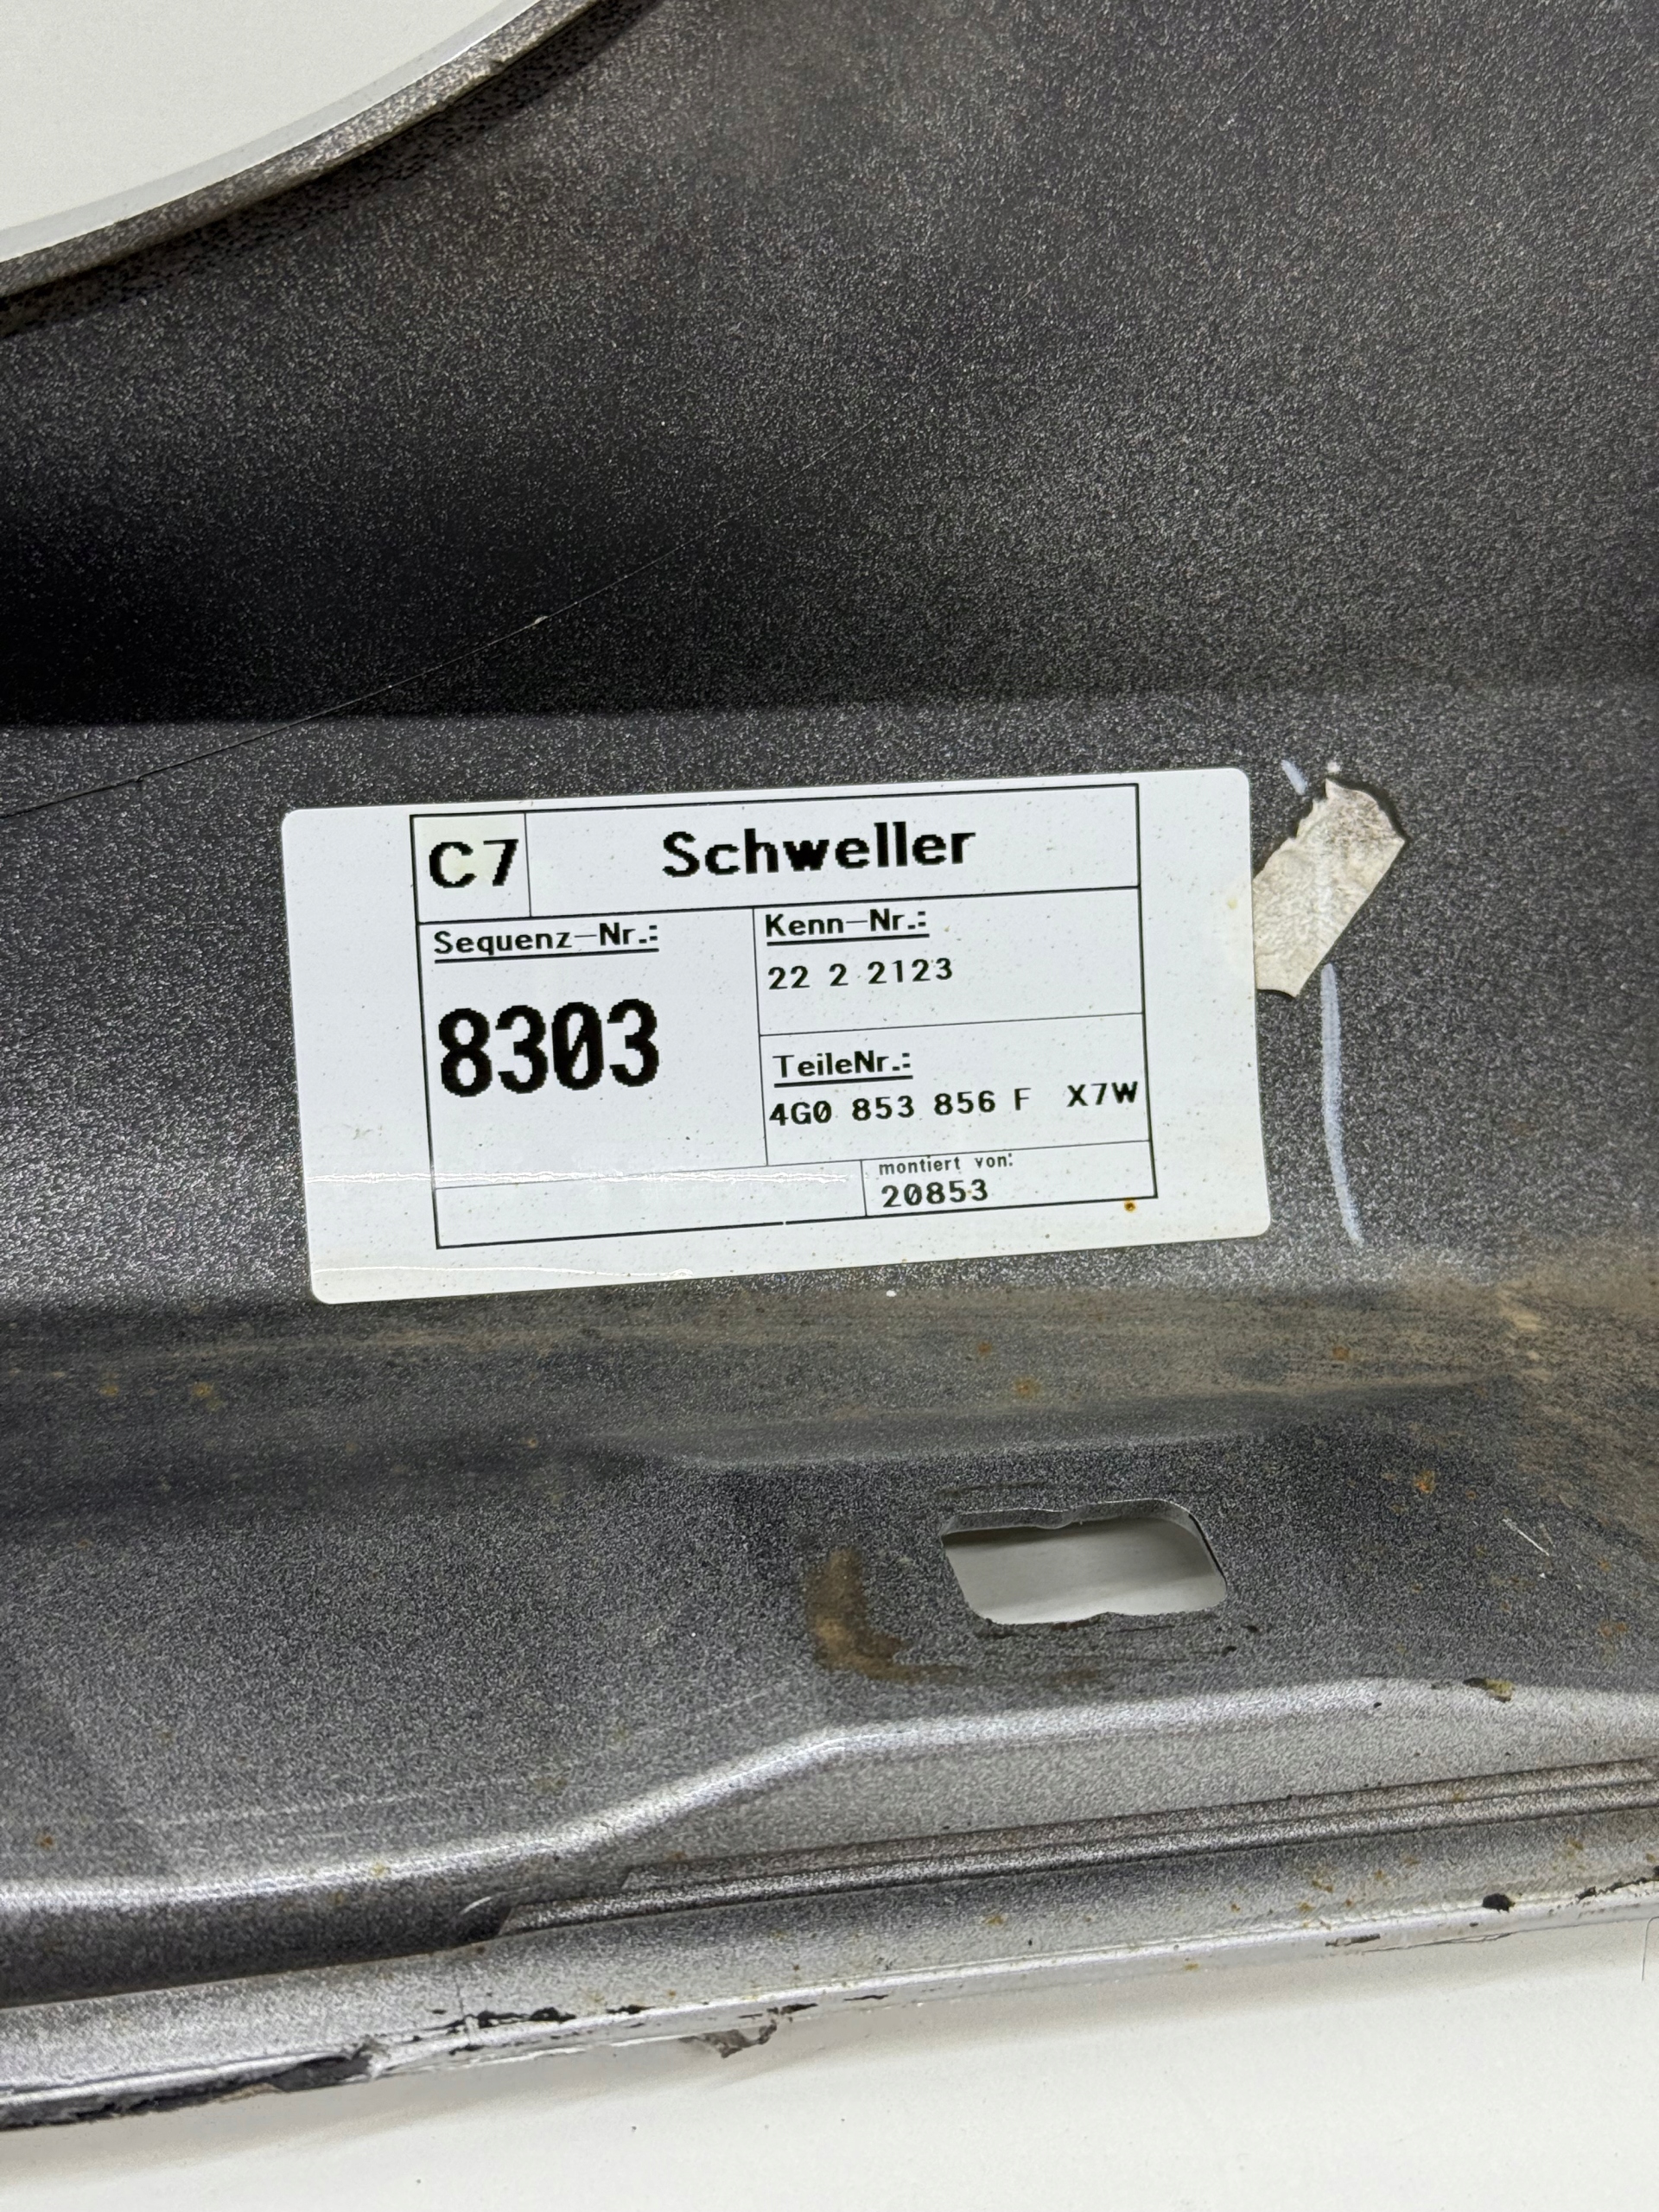 C7 Schweller
Sequenz-Nr.:
8303
Kenn-Nr.:
22 2 2123
TeileNr.:
4G0 853 856 F X7W
montiert von:
20853